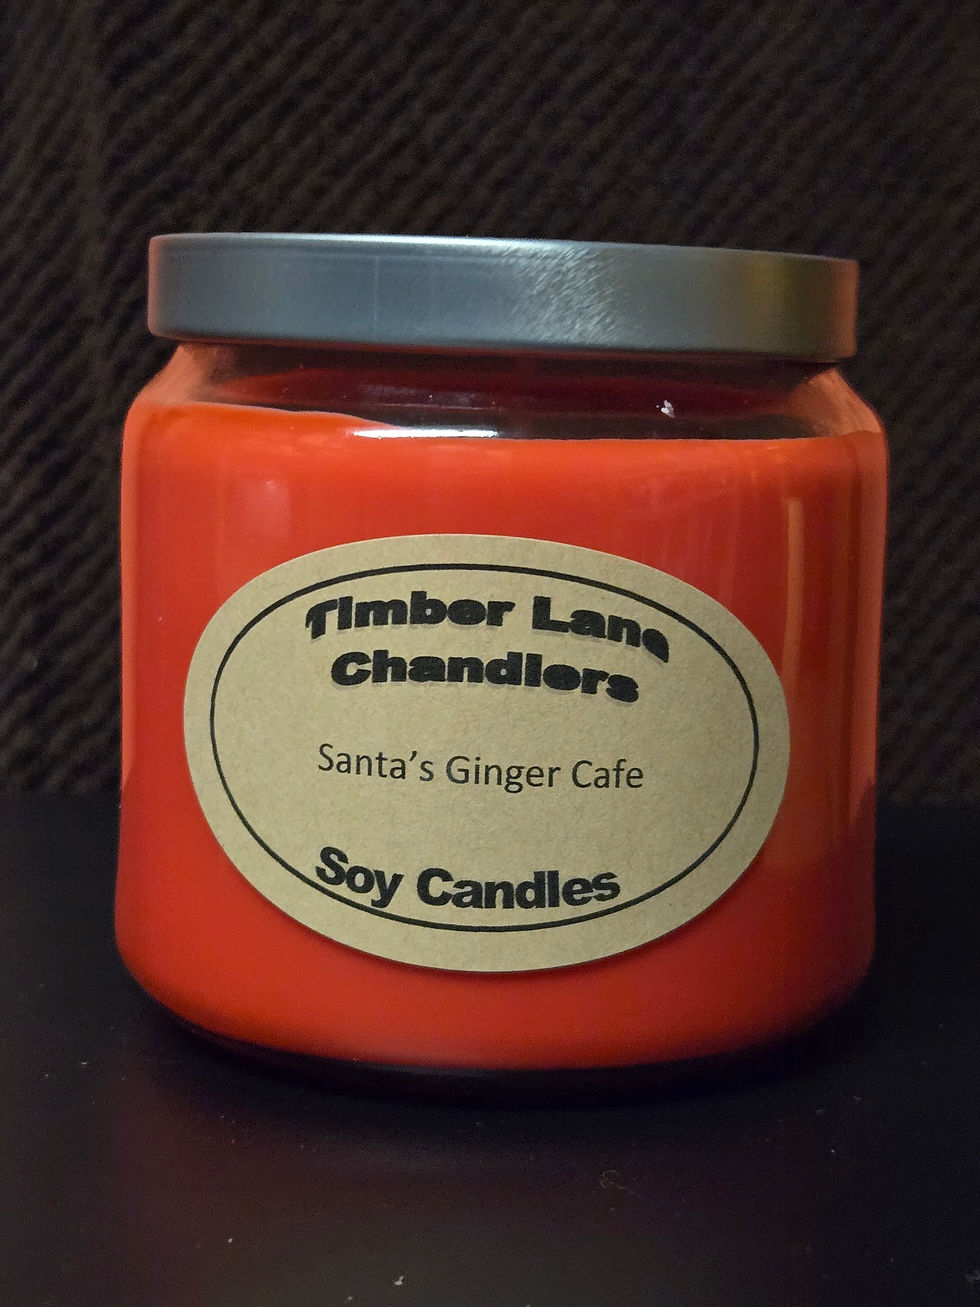 Timber Lane
Chandlers
Santa's Ginger Cafe
Soy Candles